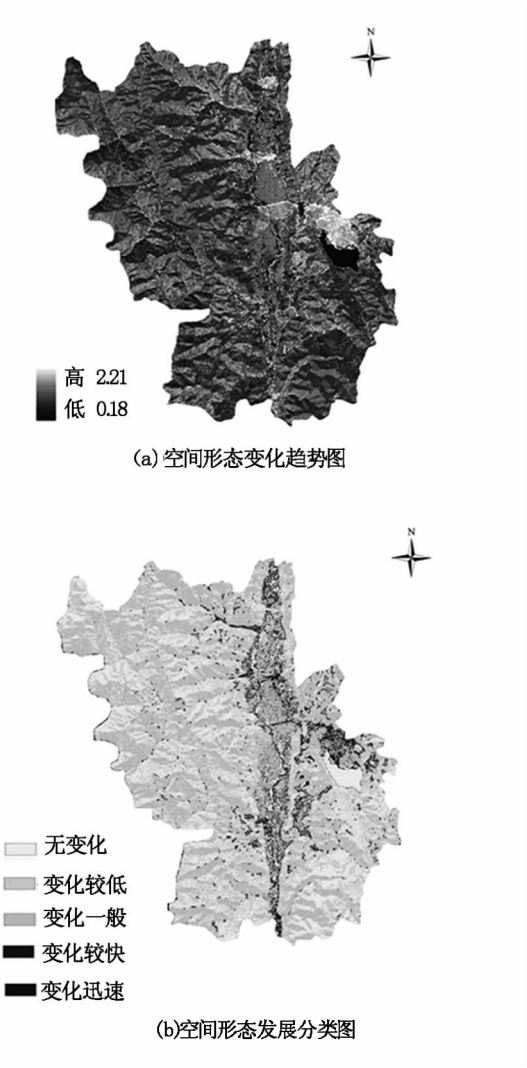 N
高 2.21
低 0.18
(a)空间形态变化趋势图
N
无变化
变化较低
变化一般
变化较快
变化迅速
(b)空间形态发展分类图